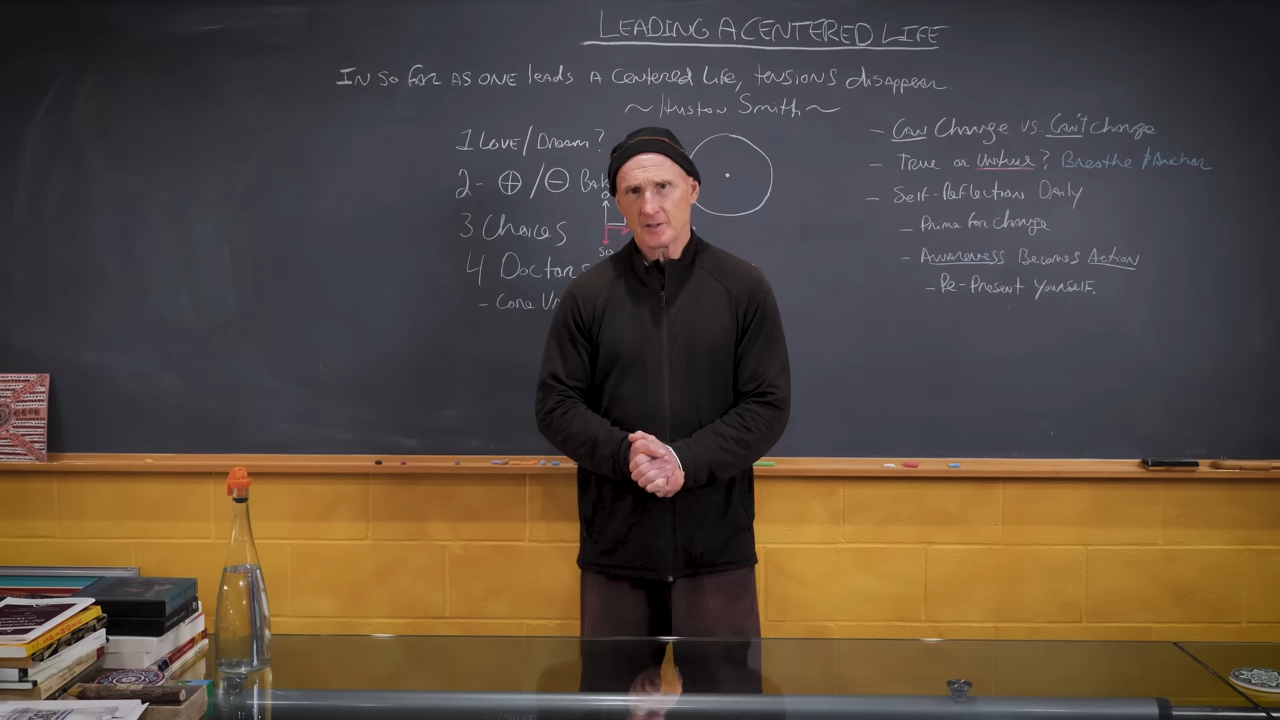 LEADING A CENTERED LIFE
IN SO FAR AS ONE leads A Centered Life, tensions disappear.
~ Huston Smith ~
1 Love/Dream?
2- ⊕/⊖
3 Choices
4 Doctors
- Core
- Can Change vs. Can't Change
- True or Untrue? Breathe & Anchor
- Self-Reflection Daily
- Prime for Change
- Awareness Becomes Action
- Re-Present Yourself.